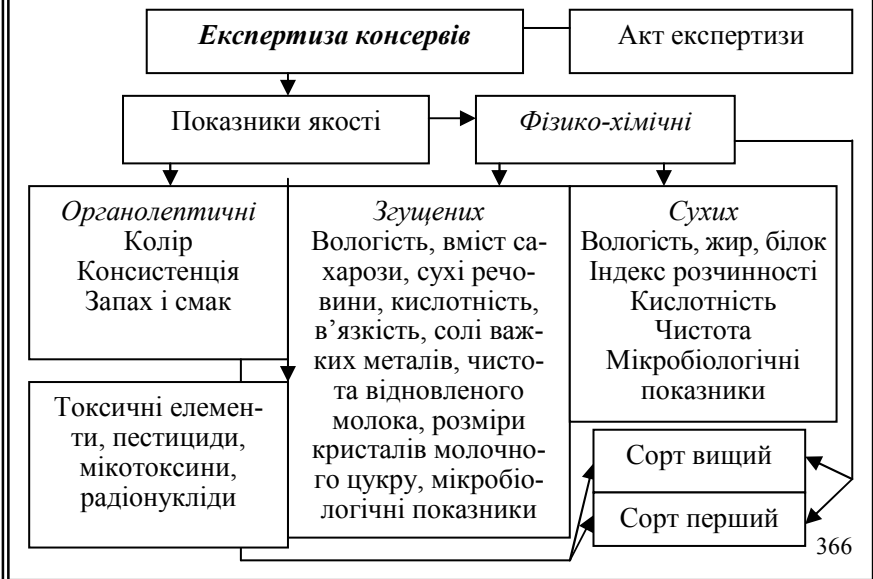 Експертиза консервів
Акт експертизи
Показники якості
Фізико-хімічні
Органолептичні
Колір
Консистенція
Запах і смак
Згущених
Вологість, вміст са-
харози, сухі речо-
вини, кислотність,
в’язкість, солі важ-
ких металів, чисто-
та відновленого
молока, розміри
кристалів молочно-
го цукру, мікробіо-
логічні показники
Сухих
Вологість, жир, білок
Індекс розчинності
Кислотність
Чистота
Мікробіологічні
показники
Токсичні елемен-
ти, пестициди,
мікотоксини,
радіонукліди
Сорт вищий
Сорт перший
366